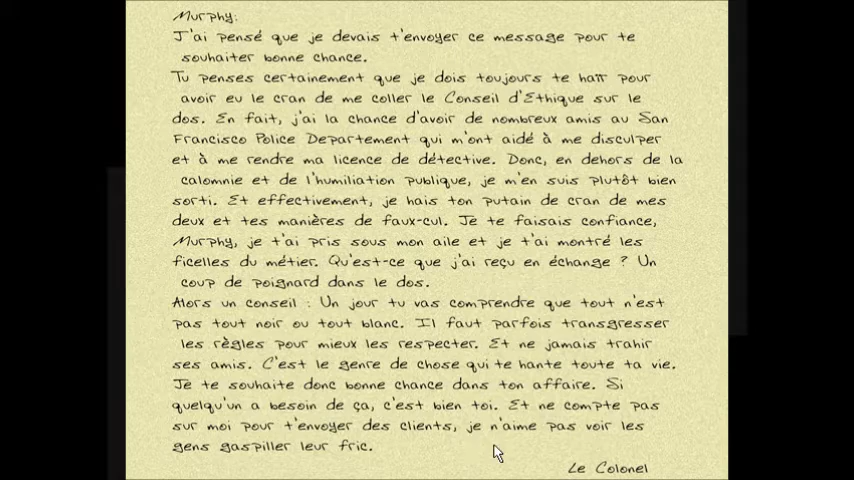 Murphy:
J'ai pensé que je devais t'envoyer ce message pour te
souhaiter bonne chance.
Tu penses certainement que je dois toujours te haïr pour
avoir eu le cran de me coller le Conseil d'Ethique sur le
dos. En fait, j'ai la chance d'avoir de nombreux amis au San
Francisco Police Departement qui m'ont aidé à me disculper
et à me rendre ma licence de détective. Donc, en dehors de la
calomnie et de l'humiliation publique, je m'en suis plutôt bien
sorti. Et effectivement, je hais ton putain de cran de mes
deux et tes manières de faux-cul. Je te faisais confiance,
Murphy, je t'ai pris sous mon aile et je t'ai montré les
ficelles du métier. Qu'est-ce que j'ai reçu en échange ? Un
coup de poignard dans le dos.
Alors un conseil : Un jour tu vas comprendre que tout n'est
pas tout noir ou tout blanc. Il faut parfois transgresser
les règles pour mieux les respecter. Et ne jamais trahir
ses amis. C'est le genre de chose qui te hante toute ta vie.
Je te souhaite donc bonne chance dans ton affaire. Si
quelqu'un a besoin de ça, c'est bien toi. Et ne compte pas
sur moi pour t'envoyer des clients, je n'aime pas voir les
gens gaspiller leur fric.
Le Colonel